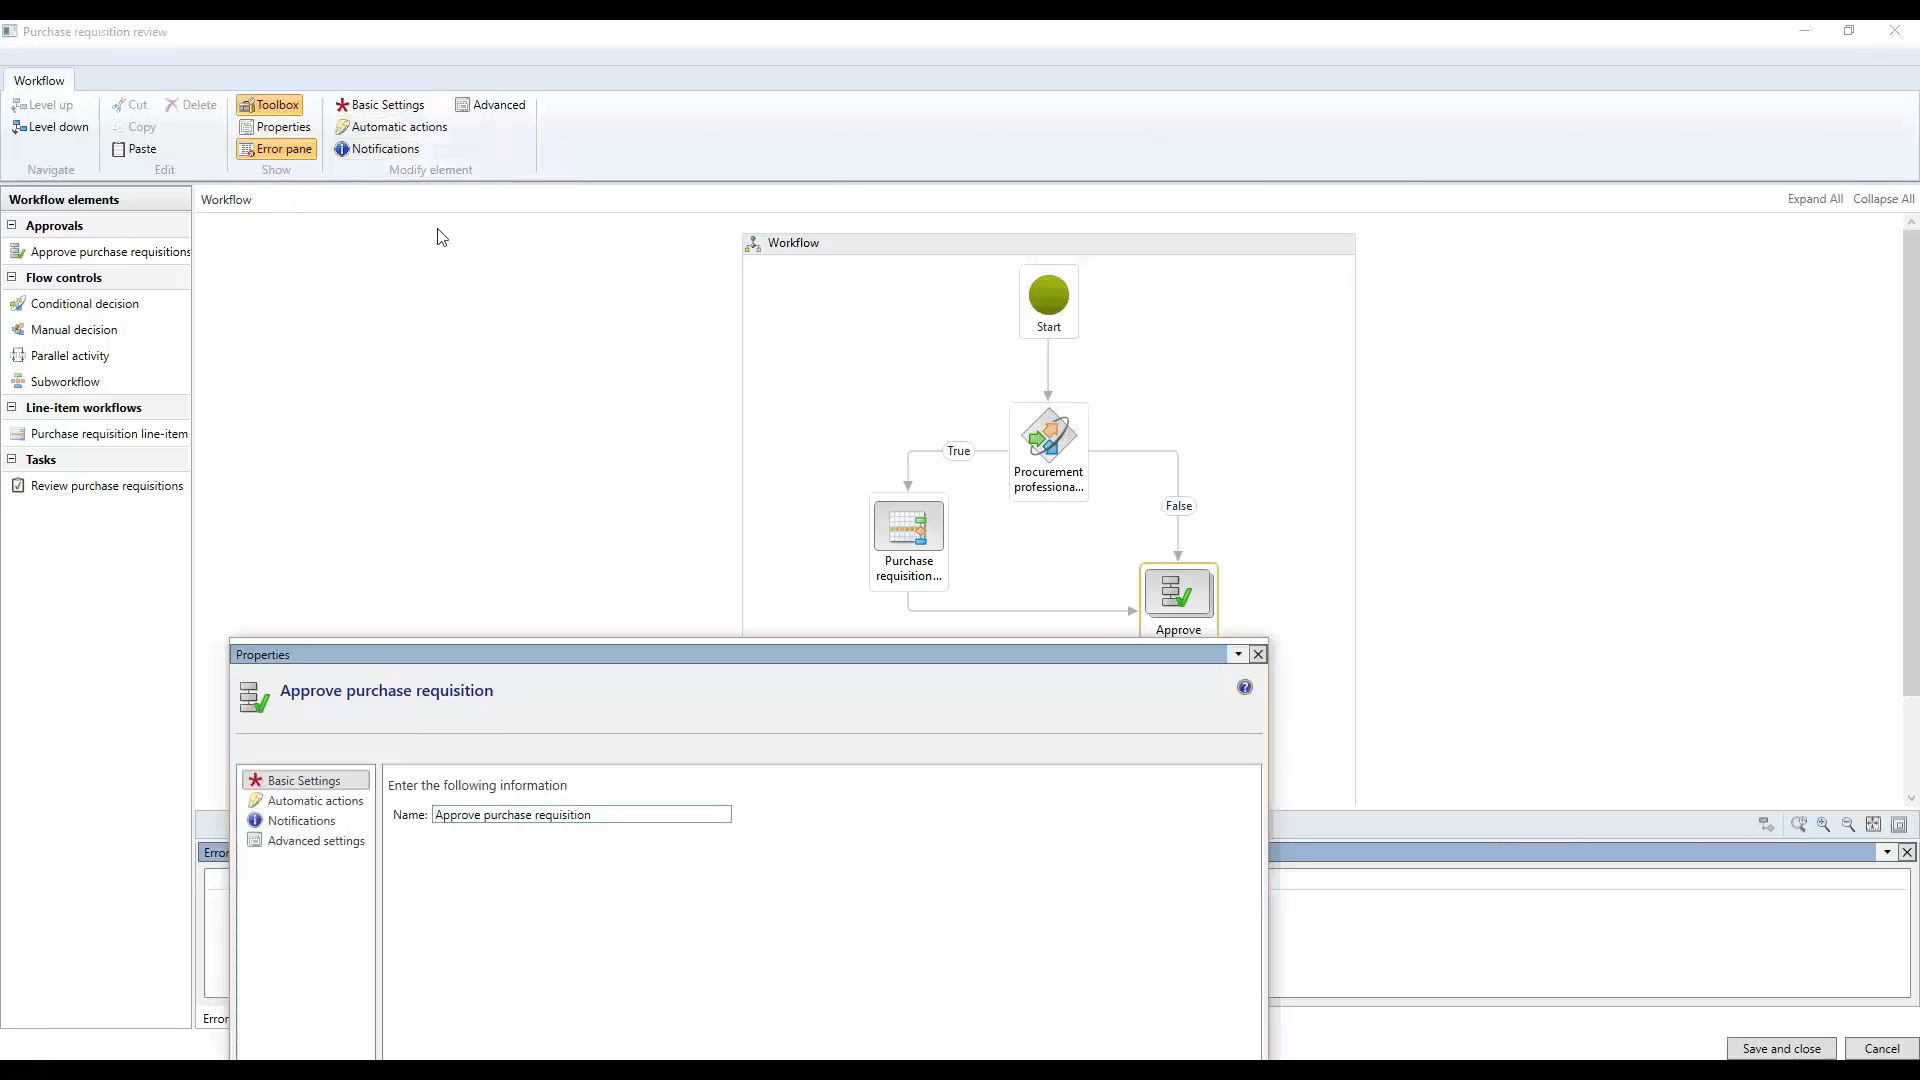 Purchase requisition review
Workflow
Level up
Cut
Delete
Toolbox
Basic Settings
Advanced
Level down
Copy
Properties
Automatic actions
Paste
Error pane
Notifications
Navigate
Edit
Show
Modify element
Workflow elements
Approvals
Approve purchase requisitions
Flow controls
Conditional decision
Manual decision
Parallel activity
Subworkflow
Line-item workflows
Purchase requisition line-item
Tasks
Review purchase requisitions
Workflow
Expand All
Collapse All
Workflow
Start
Procurement
professiona...
True
False
Purchase
requisition...
Approve
Properties
Approve purchase requisition
Basic Settings
Automatic actions
Notifications
Advanced settings
Enter the following information
Name: Approve purchase requisition
Error
Error
Save and close
Cancel